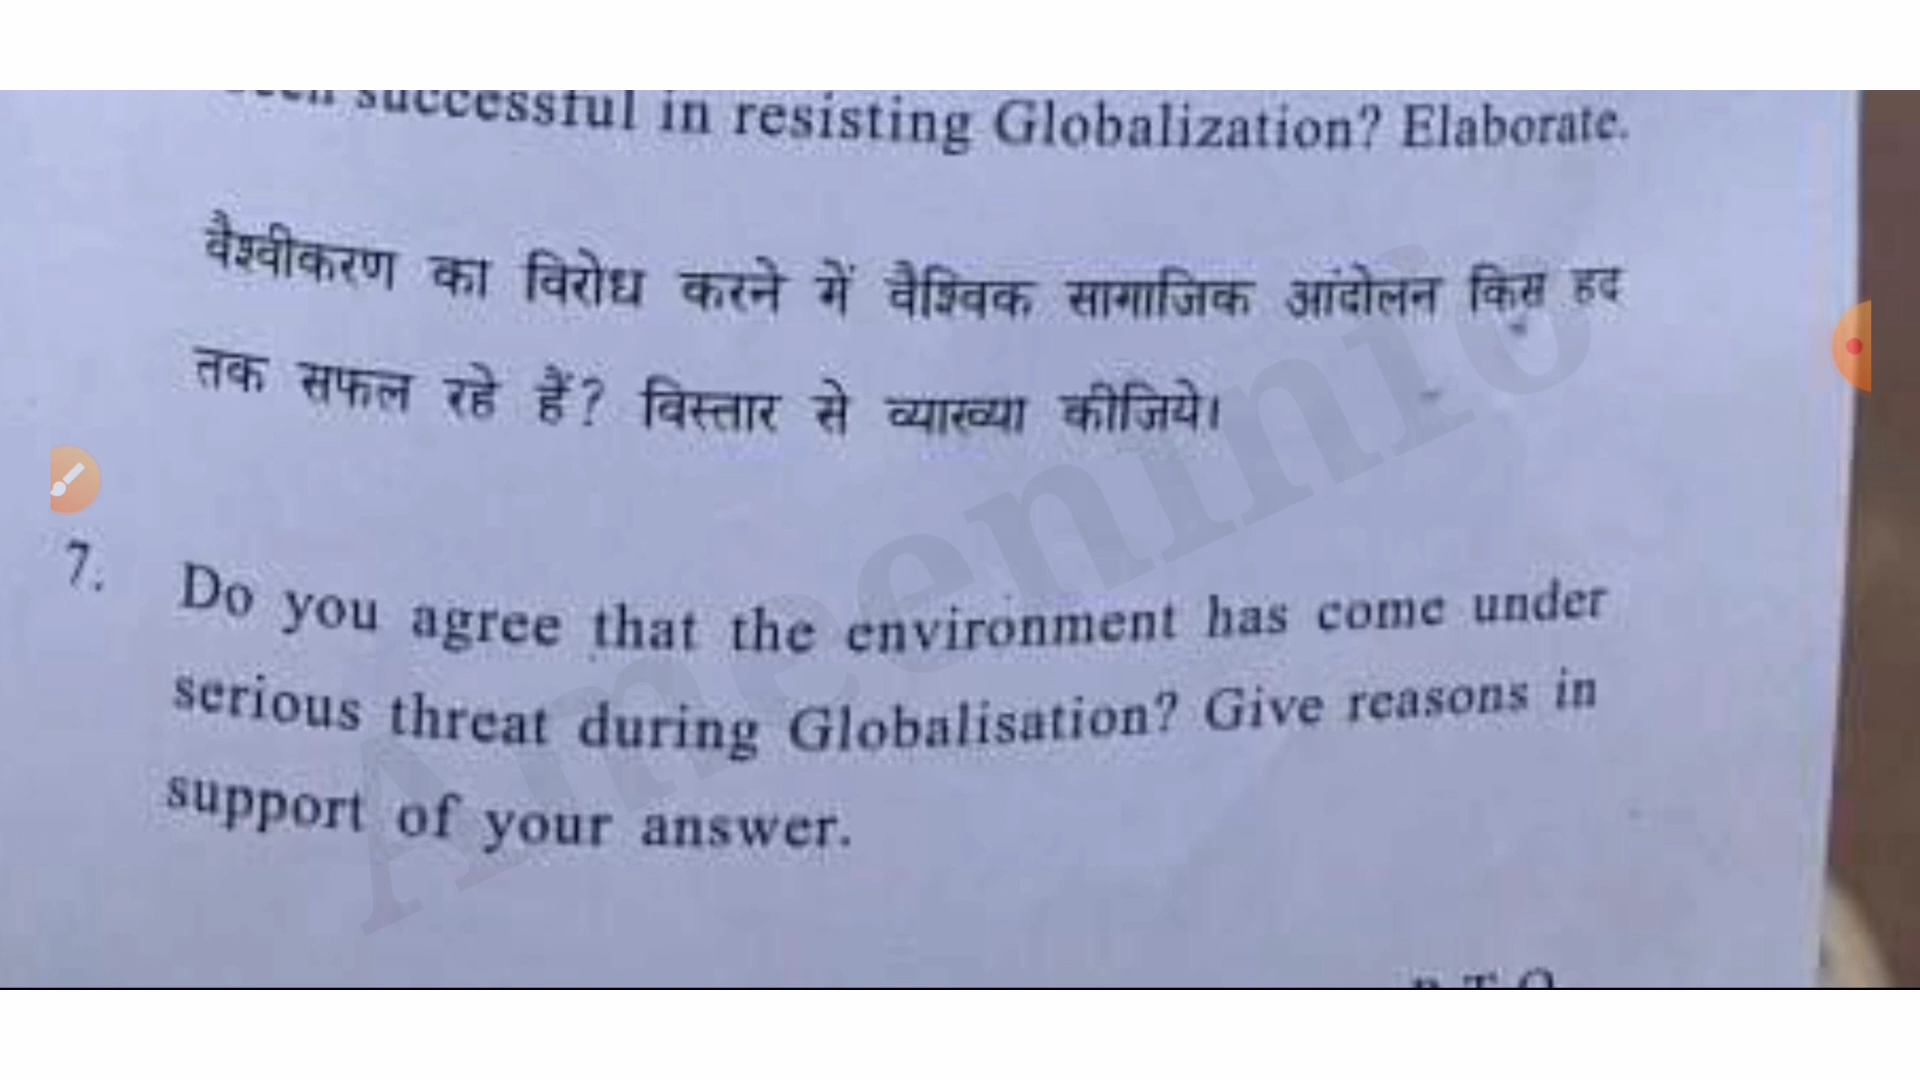 successful in resisting Globalization? Elaborate.
वैश्वीकरण का विरोध करने में वैश्विक सामाजिक आंदोलन किस हद
तक सफल रहे हैं? विस्तार से व्याख्या कीजिये।
7. Do you agree that the environment has come under
serious threat during Globalisation? Give reasons in
support of your answer.
P.T.O
Ameeninio